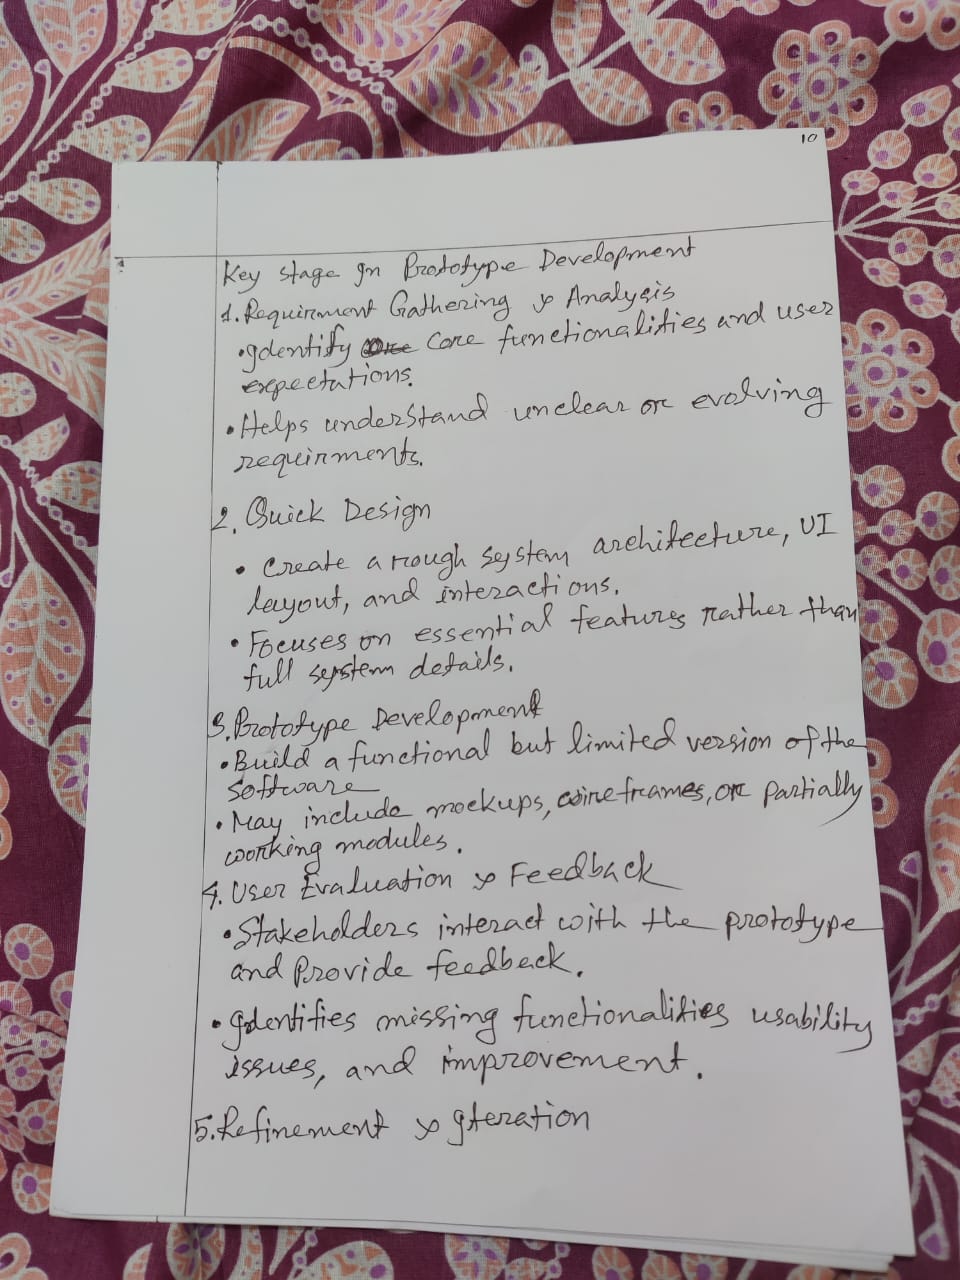 10
Key stage In Prototype Development
1. Requirment Gathering & Analysis
• Identify core functionalities and user
expectations.
• Helps understand unclear or evolving
requirments.
2. Quick Design
• Create a rough system architecture, UI
layout, and interactions.
• Focuses on essential features rather than
full system details.
3. Prototype Development
• Build a functional but limited version of the
software
• May include mockups, wireframes, or partially
working modules.
4. User Evaluation & Feedback
• Stakeholders interact with the prototype
and Provide feedback.
• Identifies missing functionalities usability
issues, and improvement.
5. Refinement & Iteration